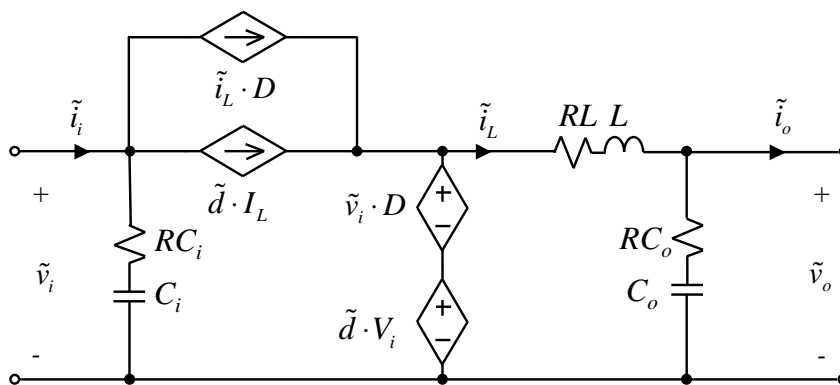 ĩ_L · D
ĩ_i
ĩ_L
RL L
ĩ_o
d̃ · I_L
+
+
ṽ_i · D
+
−
+
RC_i
RC_o
ṽ_i
C_i
C_o
ṽ_o
d̃ · V_i
+
−
-
-